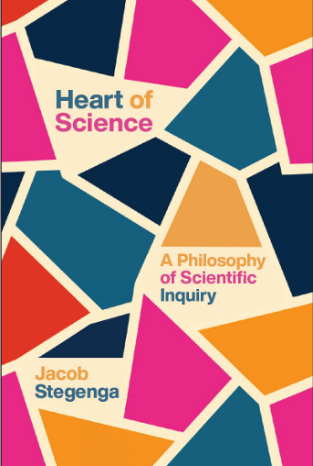 Heart of
Science
A Philosophy
of Scientific
Inquiry
Jacob
Stegenga